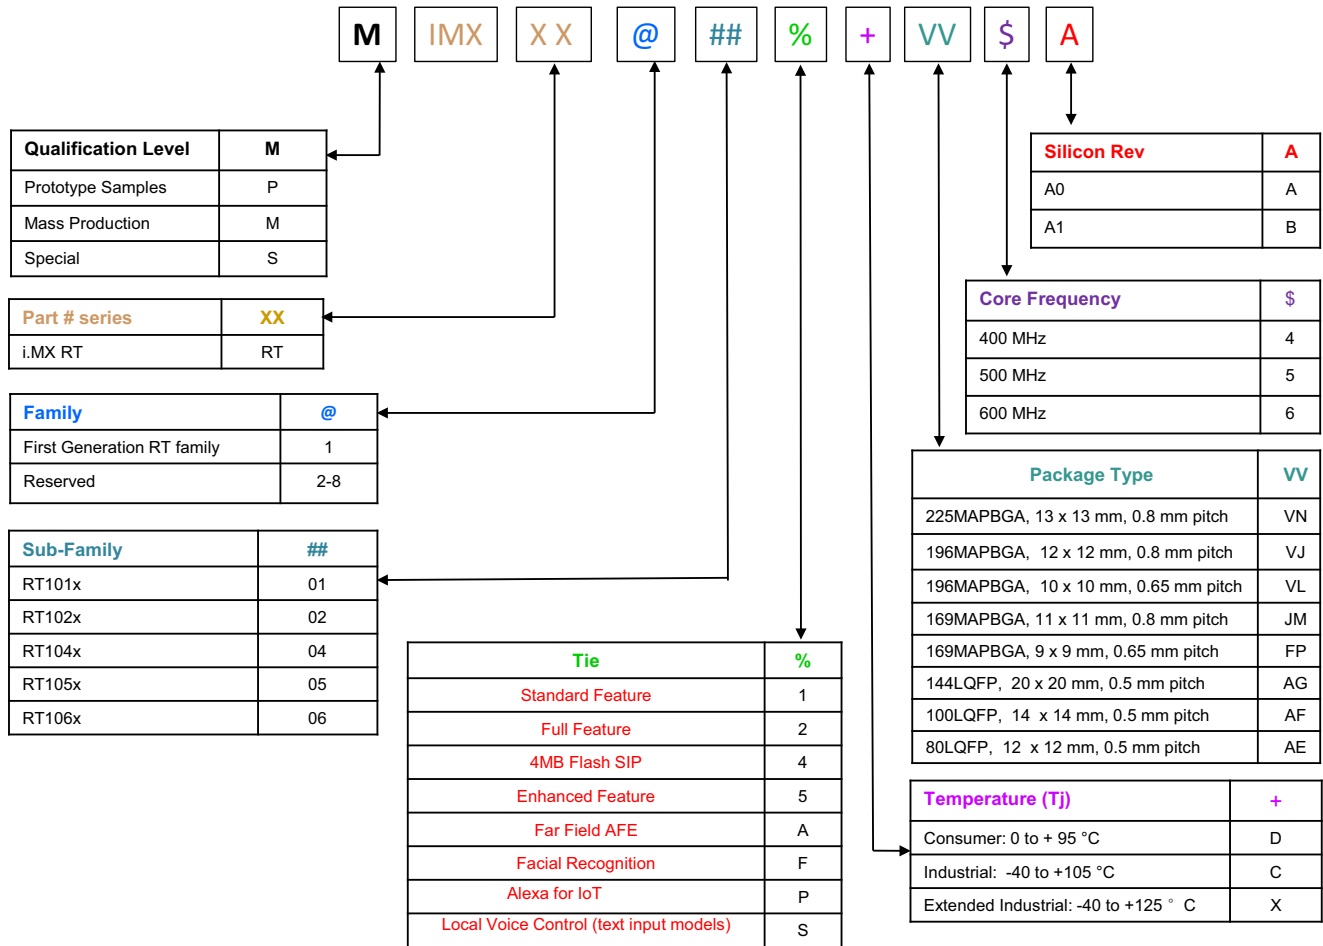 M IMX X X @ ## % + VV $ A
Qualification Level M
Prototype Samples P
Mass Production M
Special S
Part # series XX
i.MX RT RT
Family @
First Generation RT family 1
Reserved 2-8
Sub-Family ##
RT101x 01
RT102x 02
RT104x 04
RT105x 05
RT106x 06
Tie %
Standard Feature 1
Full Feature 2
4MB Flash SIP 4
Enhanced Feature 5
Far Field AFE A
Facial Recognition F
Alexa for IoT P
Local Voice Control (text input models) S
Silicon Rev A
A0 A
A1 B
Core Frequency $
400 MHz 4
500 MHz 5
600 MHz 6
Package Type VV
225MAPBGA, 13 x 13 mm, 0.8 mm pitch VN
196MAPBGA, 12 x 12 mm, 0.8 mm pitch VJ
196MAPBGA, 10 x 10 mm, 0.65 mm pitch VL
169MAPBGA, 11 x 11 mm, 0.8 mm pitch JM
169MAPBGA, 9 x 9 mm, 0.65 mm pitch FP
144LQFP, 20 x 20 mm, 0.5 mm pitch AG
100LQFP, 14 x 14 mm, 0.5 mm pitch AF
80LQFP, 12 x 12 mm, 0.5 mm pitch AE
Temperature (Tj) +
Consumer: 0 to + 95 °C D
Industrial: -40 to +105 °C C
Extended Industrial: -40 to +125 ° C X